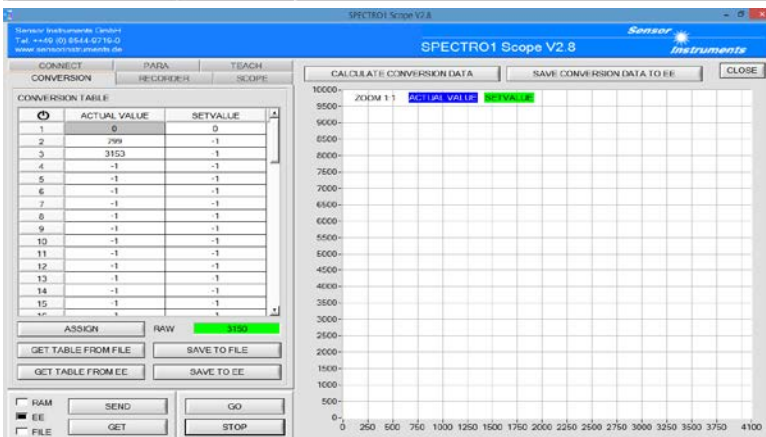 SPECTRO1 Scope V2.8
Sensor Instruments GmbH
Tel. ++49 (0) 8544-9719-0
www.sensorinstruments.de
SPECTRO1 Scope V2.8
Sensor Instruments
CONNECT PARA TEACH
CONVERSION RECORDER SCOPE
CALCULATE CONVERSION DATA SAVE CONVERSION DATA TO EE CLOSE
CONVERSION TABLE
ACTUAL VALUE SETVALUE
1 0 0
2 799 -1
3 3153 -1
4 -1 -1
5 -1 -1
6 -1 -1
7 -1 -1
8 -1 -1
9 -1 -1
10 -1 -1
11 -1 -1
12 -1 -1
13 -1 -1
14 -1 -1
15 -1 -1
ASSIGN RAW 3150
GET TABLE FROM FILE SAVE TO FILE
GET TABLE FROM EE SAVE TO EE
RAM
EE
FILE
SEND GO
GET STOP
ZOOM 1:1 ACTUAL VALUE SETVALUE
10000
9500
9000
8500
8000
7500
7000
6500
6000
5500
5000
4500
4000
3500
3000
2500
2000
1500
1000
500
0
0 250 500 750 1000 1250 1500 1750 2000 2250 2500 2750 3000 3250 3500 3750 4100